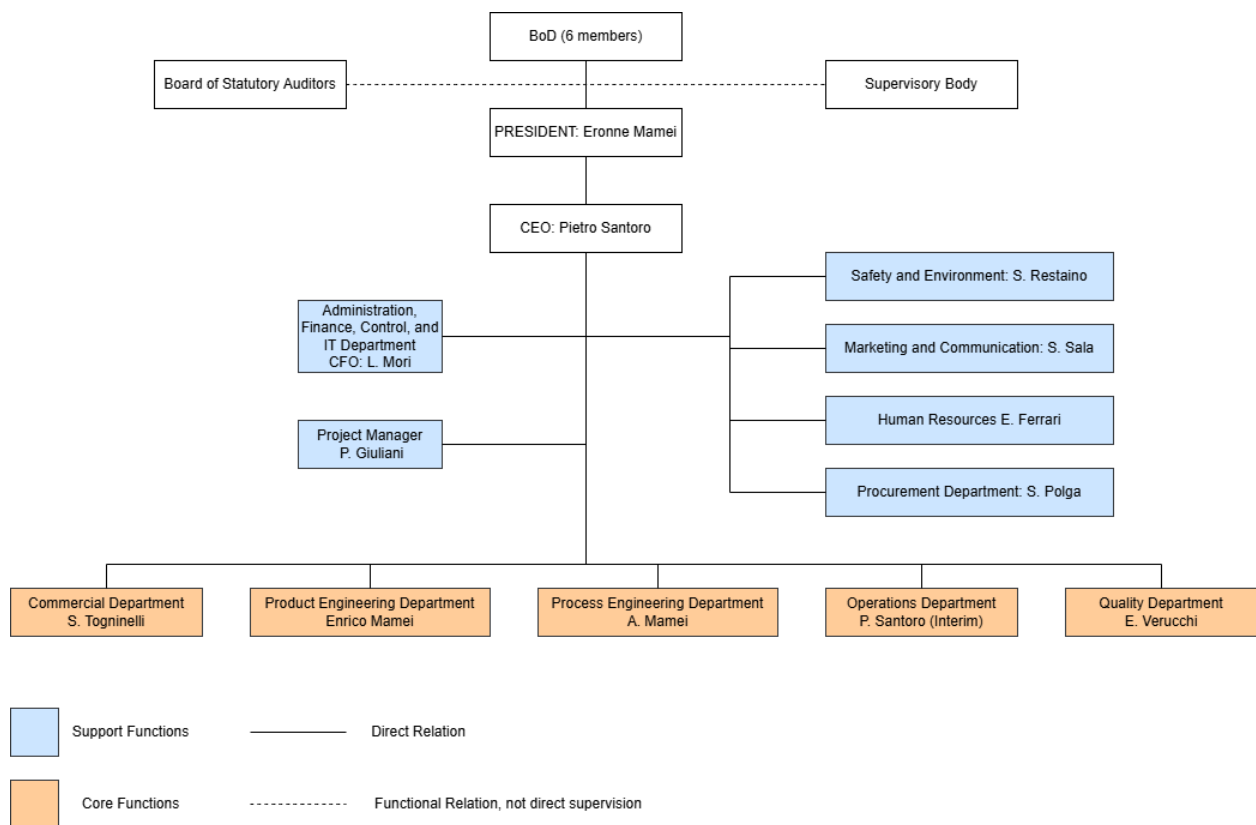 BoD (6 members)
Board of Statutory Auditors
Supervisory Body
PRESIDENT: Eronne Mamei
CEO: Pietro Santoro
Safety and Environment: S. Restaino
Administration,
Finance, Control, and
IT Department
CFO: L. Mori
Marketing and Communication: S. Sala
Human Resources E. Ferrari
Project Manager
P. Giuliani
Procurement Department: S. Polga
Commercial Department
S. Togninelli
Product Engineering Department
Enrico Mamei
Process Engineering Department
A. Mamei
Operations Department
P. Santoro (Interim)
Quality Department
E. Verucchi
Support Functions
Direct Relation
Core Functions
Functional Relation, not direct supervision